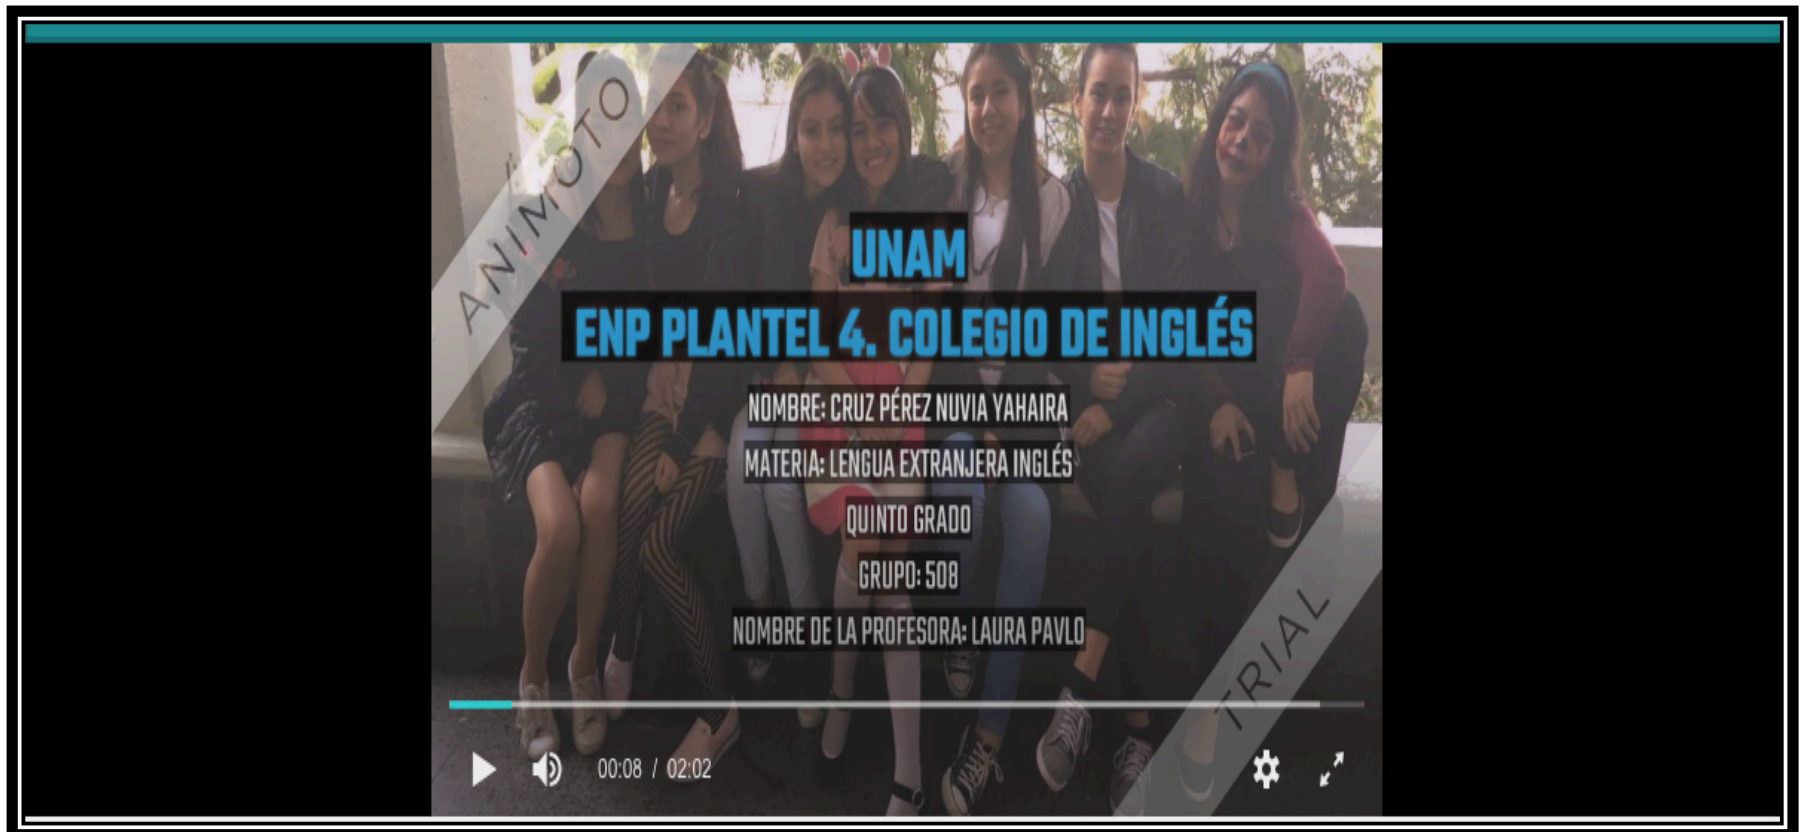 ANIMOTO
UNAM
ENP PLANTEL 4. COLEGIO DE INGLÉS
NOMBRE: CRUZ PÉREZ NUVIA YAHAIRA
MATERIA: LENGUA EXTRANJERA INGLÉS
QUINTO GRADO
GRUPO: 508
NOMBRE DE LA PROFESORA: LAURA PAVLO
TRIAL
00:08 / 02:02